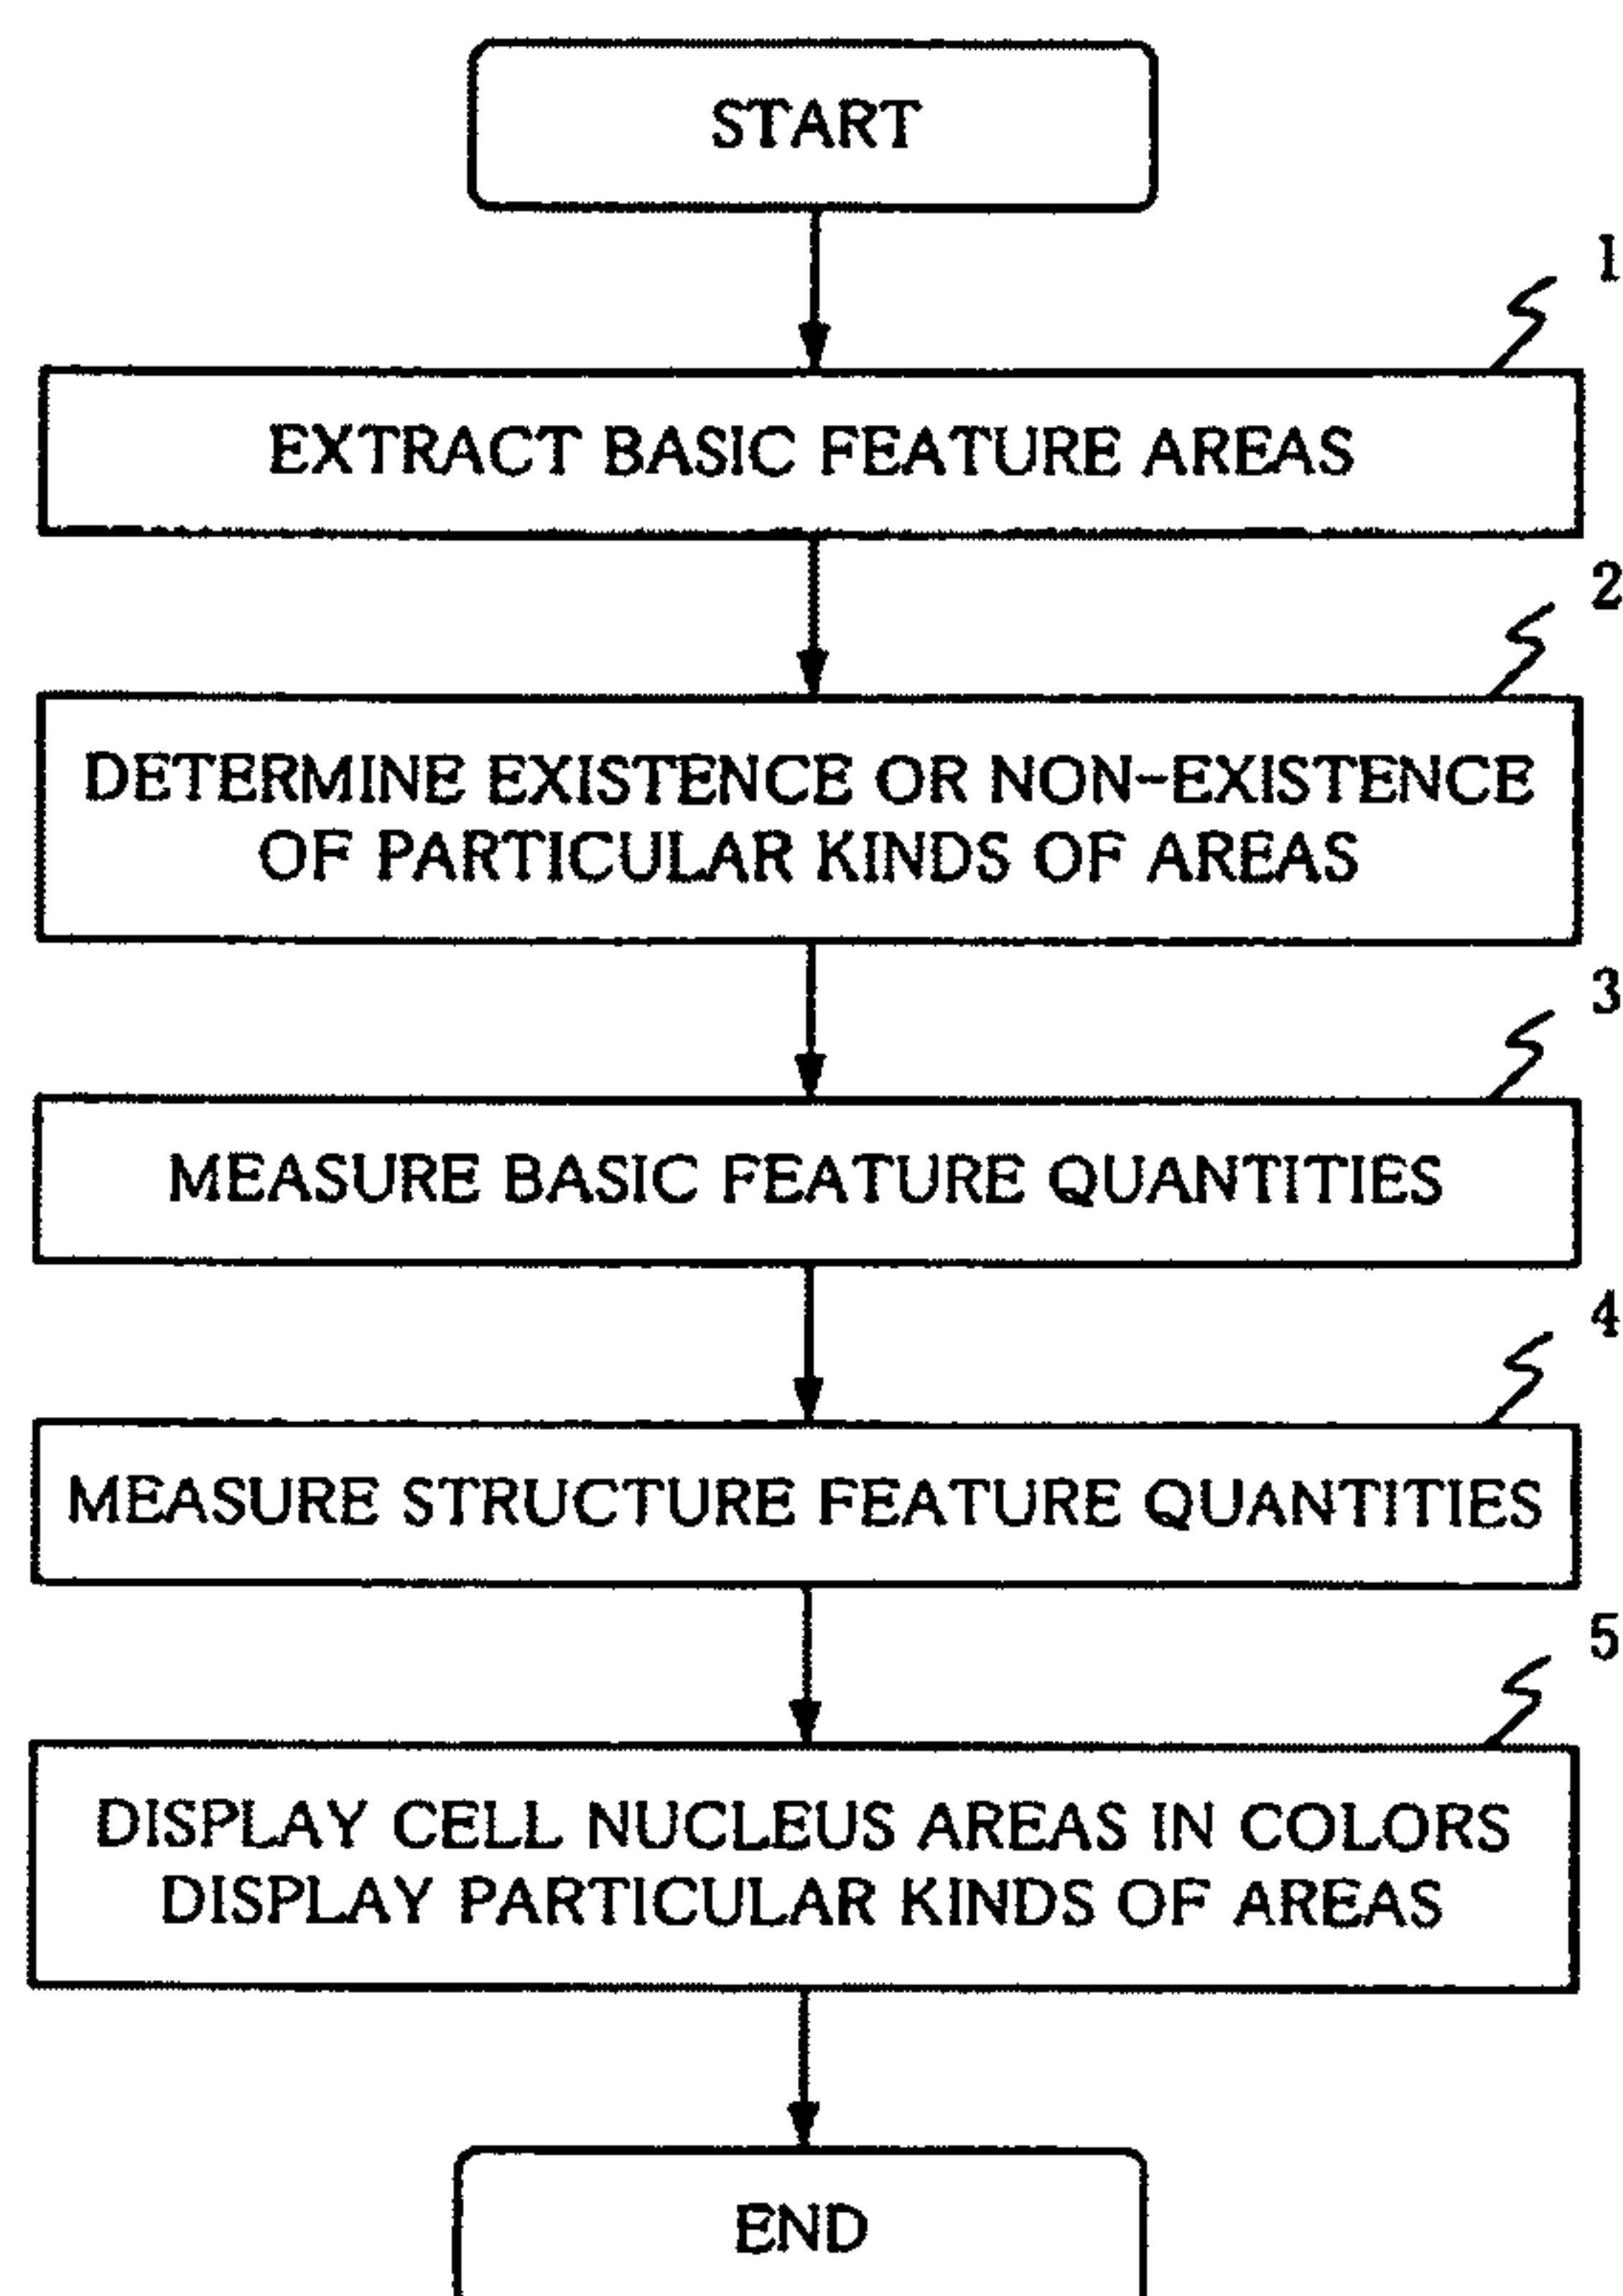 START
1
EXTRACT BASIC FEATURE AREAS
2
DETERMINE EXISTENCE OR NON-EXISTENCE
OF PARTICULAR KINDS OF AREAS
3
MEASURE BASIC FEATURE QUANTITIES
4
MEASURE STRUCTURE FEATURE QUANTITIES
5
DISPLAY CELL NUCLEUS AREAS IN COLORS
DISPLAY PARTICULAR KINDS OF AREAS
END